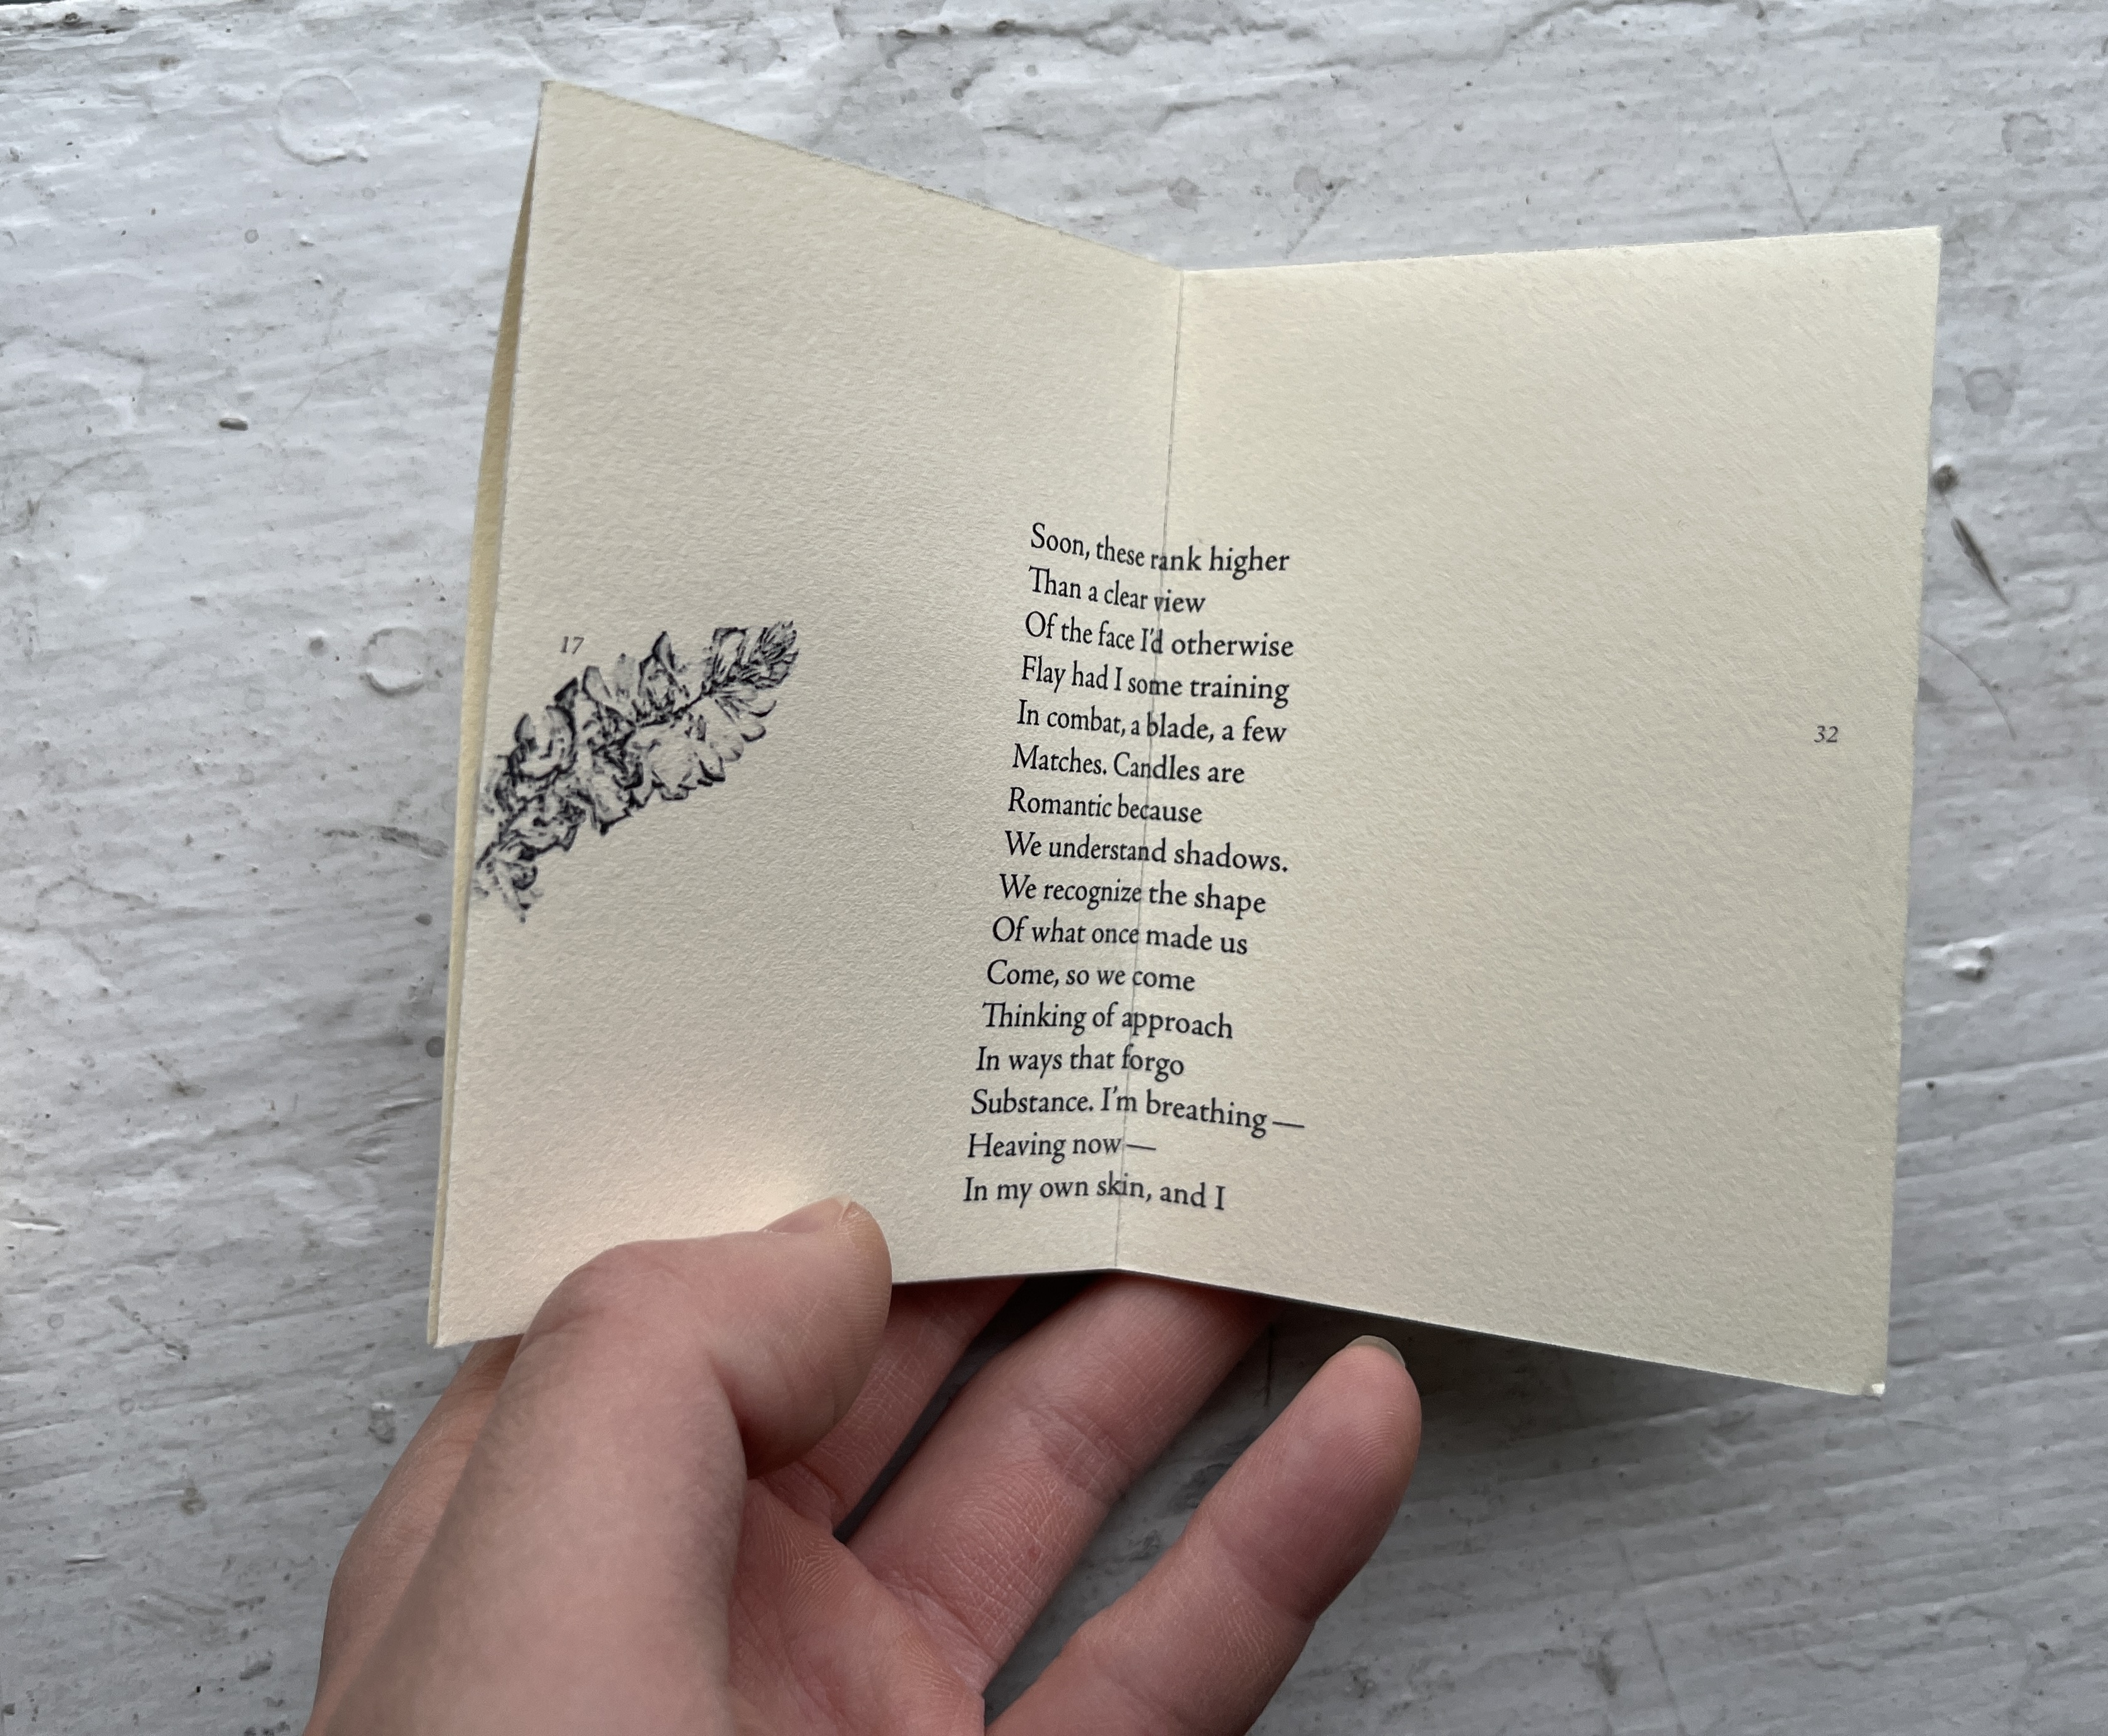 17
Soon, these rank higher
Than a clear view
Of the face I'd otherwise
Flay had I some training
In combat, a blade, a few
Matches. Candles are
Romantic because
We understand shadows.
We recognize the shape
Of what once made us
Come, so we come
Thinking of approach
In ways that forgo
Substance. I'm breathing —
Heaving now —
In my own skin, and I
32